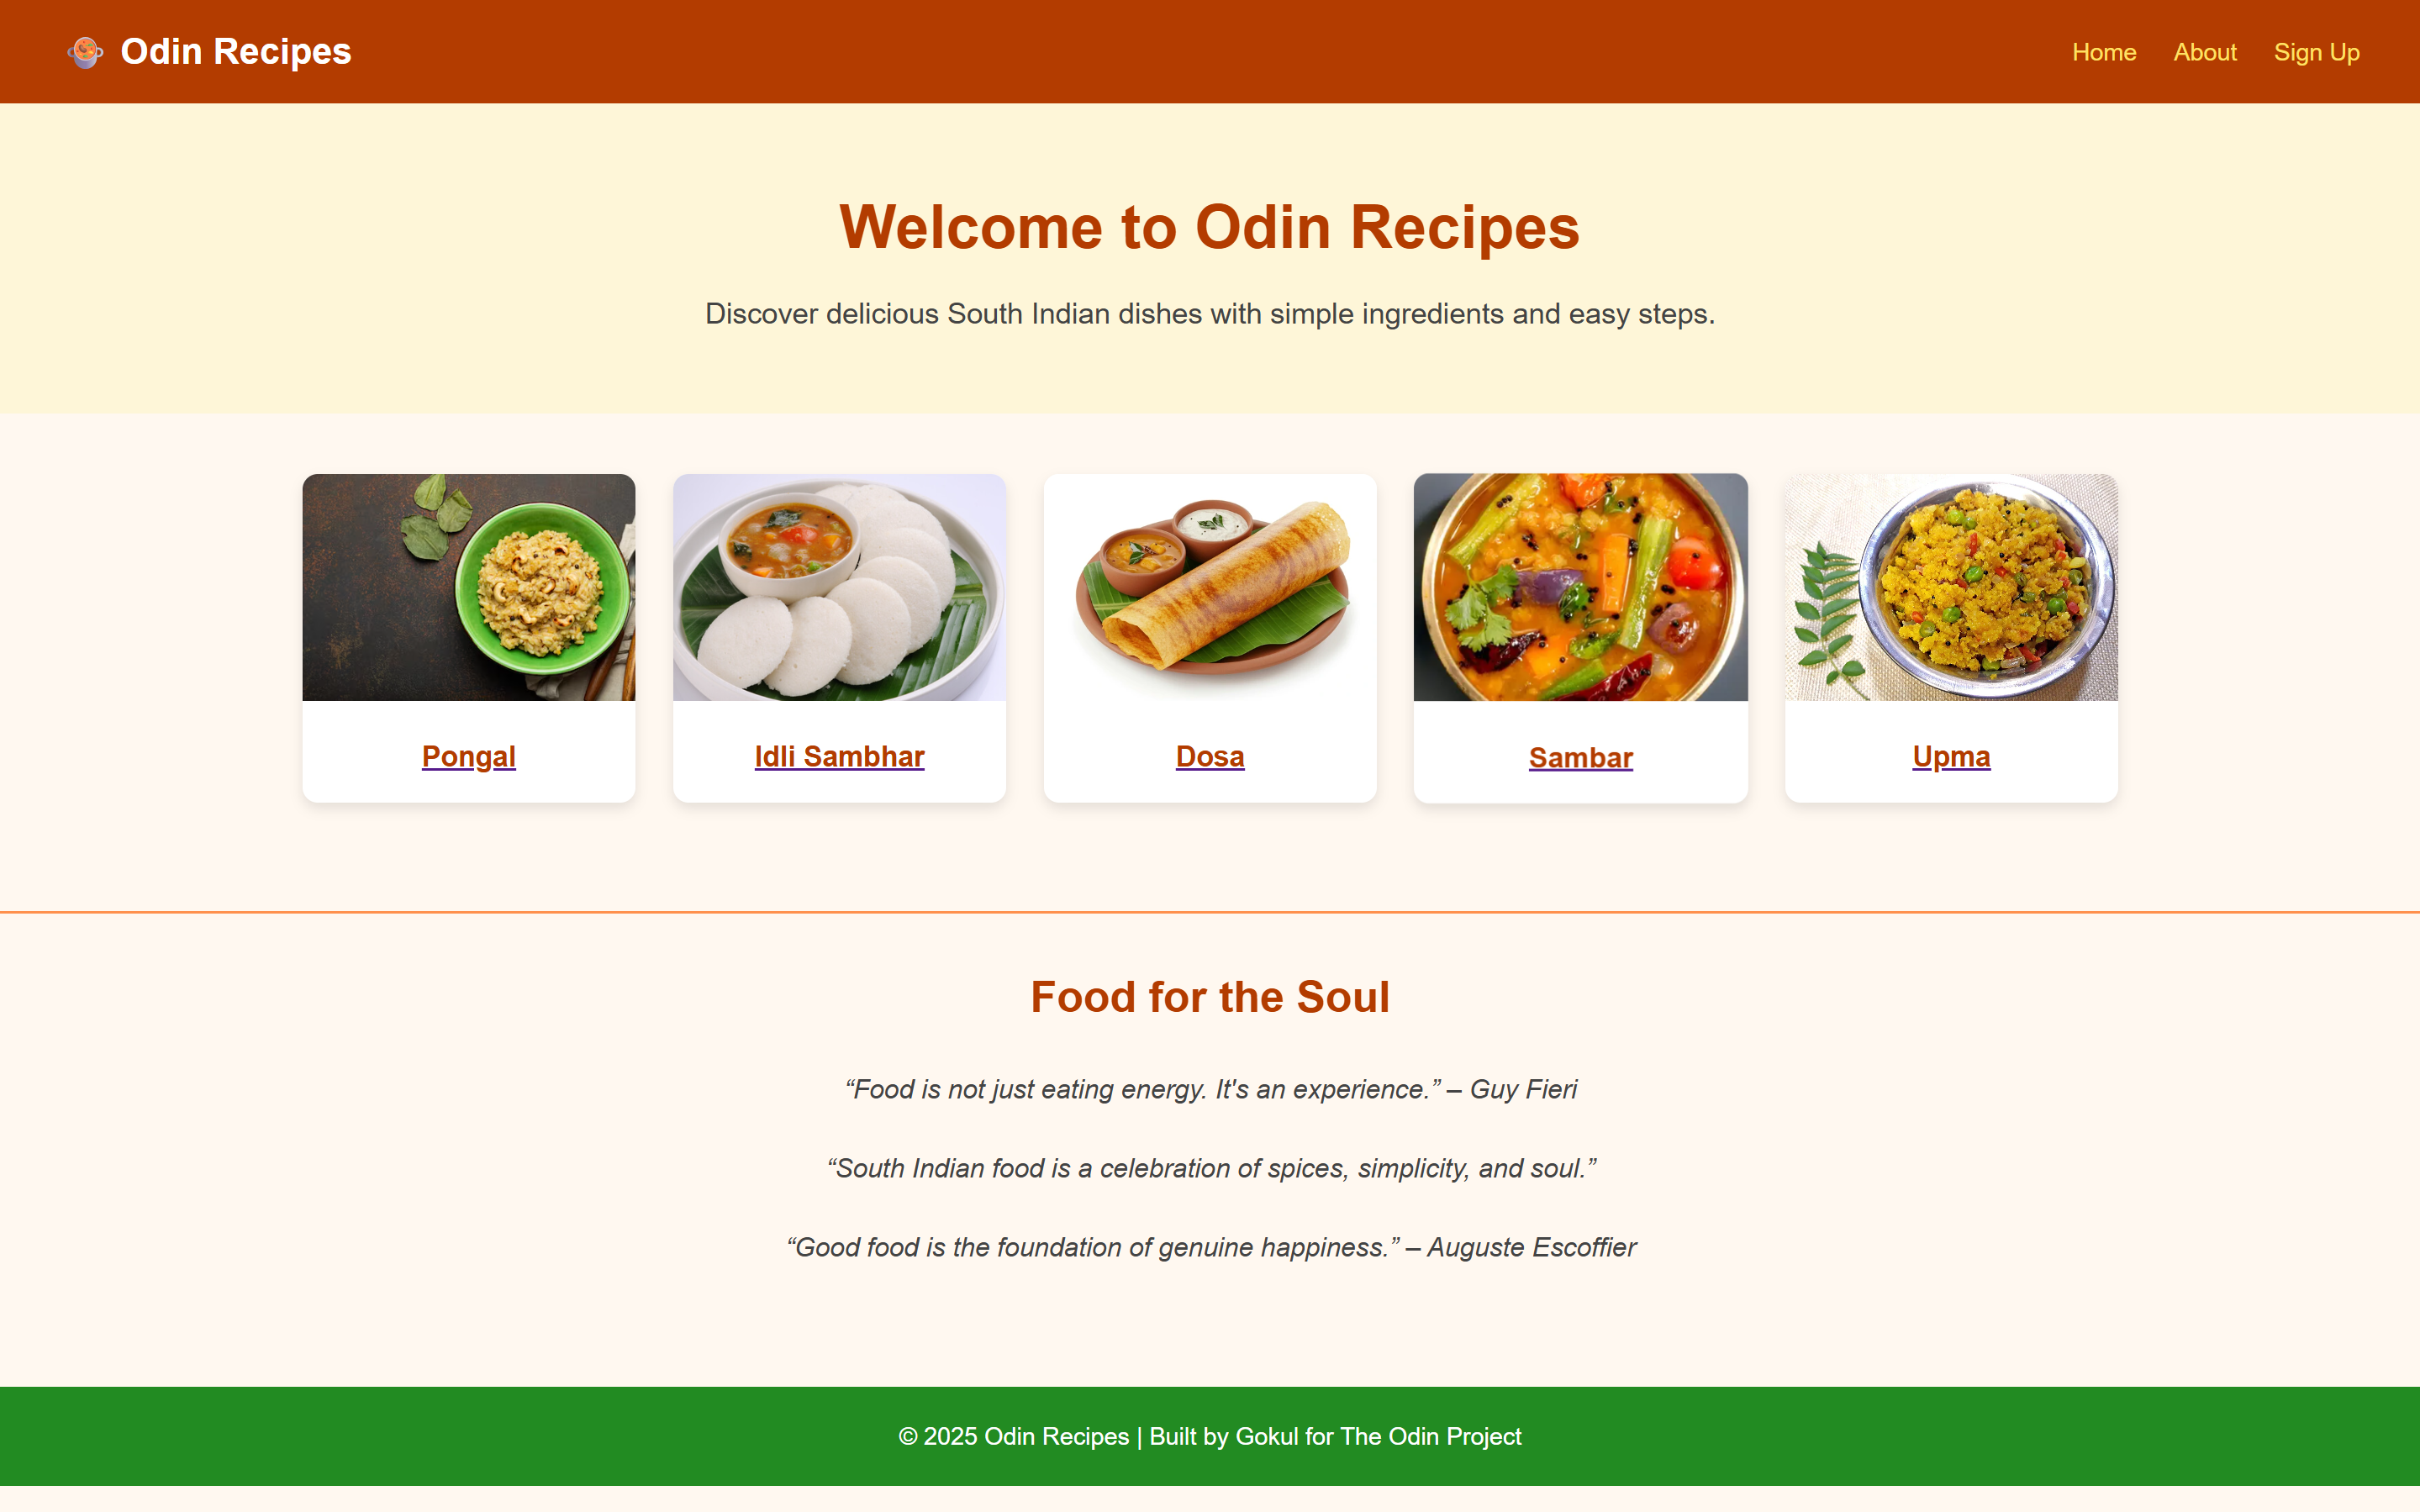 Odin Recipes
Home
About
Sign Up
Welcome to Odin Recipes
Discover delicious South Indian dishes with simple ingredients and easy steps.
Pongal
Idli Sambhar
Dosa
Sambar
Upma
Food for the Soul
“Food is not just eating energy. It's an experience.” – Guy Fieri
“South Indian food is a celebration of spices, simplicity, and soul.”
“Good food is the foundation of genuine happiness.” – Auguste Escoffier
© 2025 Odin Recipes | Built by Gokul for The Odin Project